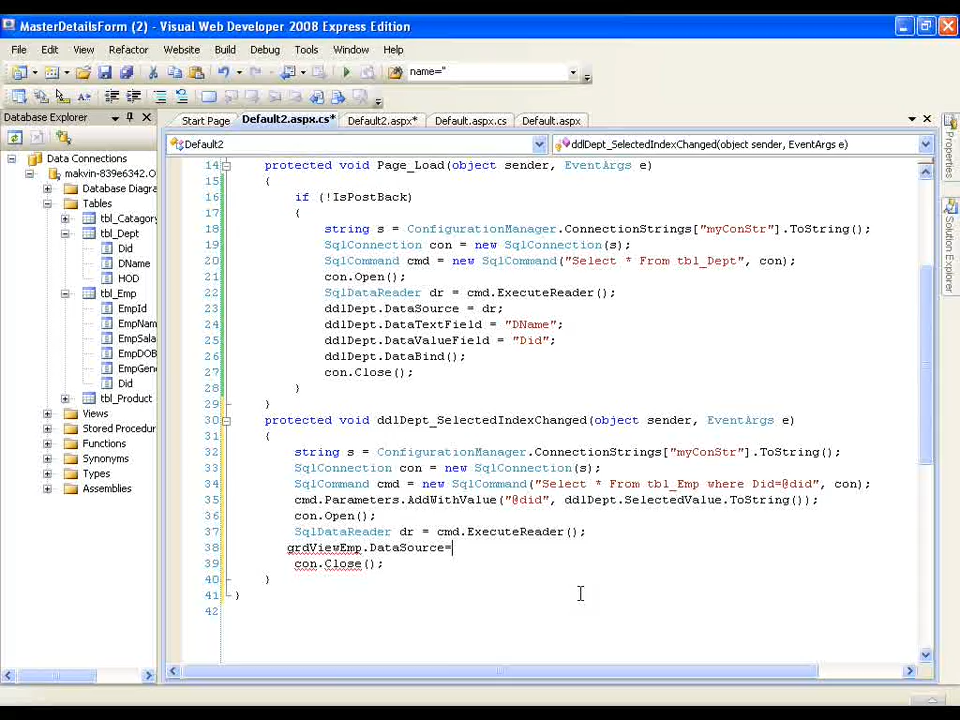 MasterDetailsForm (2) - Visual Web Developer 2008 Express Edition
File Edit View Refactor Website Build Debug Tools Window Help
name="
Database Explorer
Start Page Default2.aspx.cs* Default2.aspx* Default.aspx.cs Default.aspx
Default2 ddlDept_SelectedIndexChanged(object sender, EventArgs e)
Data Connections
makvin-839e6342.O
Database Diagra
Tables
tbl_Catagory
tbl_Dept
Did
DName
HOD
tbl_Emp
EmpId
EmpNam
EmpSala
EmpDOB
EmpGen
Did
tbl_Product
Views
Stored Procedur
Functions
Synonyms
Types
Assemblies
14 protected void Page_Load(object sender, EventArgs e)
15 {
16 if (!IsPostBack)
17 {
18 string s = ConfigurationManager.ConnectionStrings["myConStr"].ToString();
19 SqlConnection con = new SqlConnection(s);
20 SqlCommand cmd = new SqlCommand("Select * From tbl_Dept", con);
21 con.Open();
22 SqlDataReader dr = cmd.ExecuteReader();
23 ddlDept.DataSource = dr;
24 ddlDept.DataTextField = "DName";
25 ddlDept.DataValueField = "Did";
26 ddlDept.DataBind();
27 con.Close();
28 }
29 }
30 protected void ddlDept_SelectedIndexChanged(object sender, EventArgs e)
31 {
32 string s = ConfigurationManager.ConnectionStrings["myConStr"].ToString();
33 SqlConnection con = new SqlConnection(s);
34 SqlCommand cmd = new SqlCommand("Select * From tbl_Emp where Did=@did", con);
35 cmd.Parameters.AddWithValue("@did", ddlDept.SelectedValue.ToString());
36 con.Open();
37 SqlDataReader dr = cmd.ExecuteReader();
38 grdViewEmp.DataSource=
39 con.Close();
40 }
41 }
42
Properties
Solution Explorer